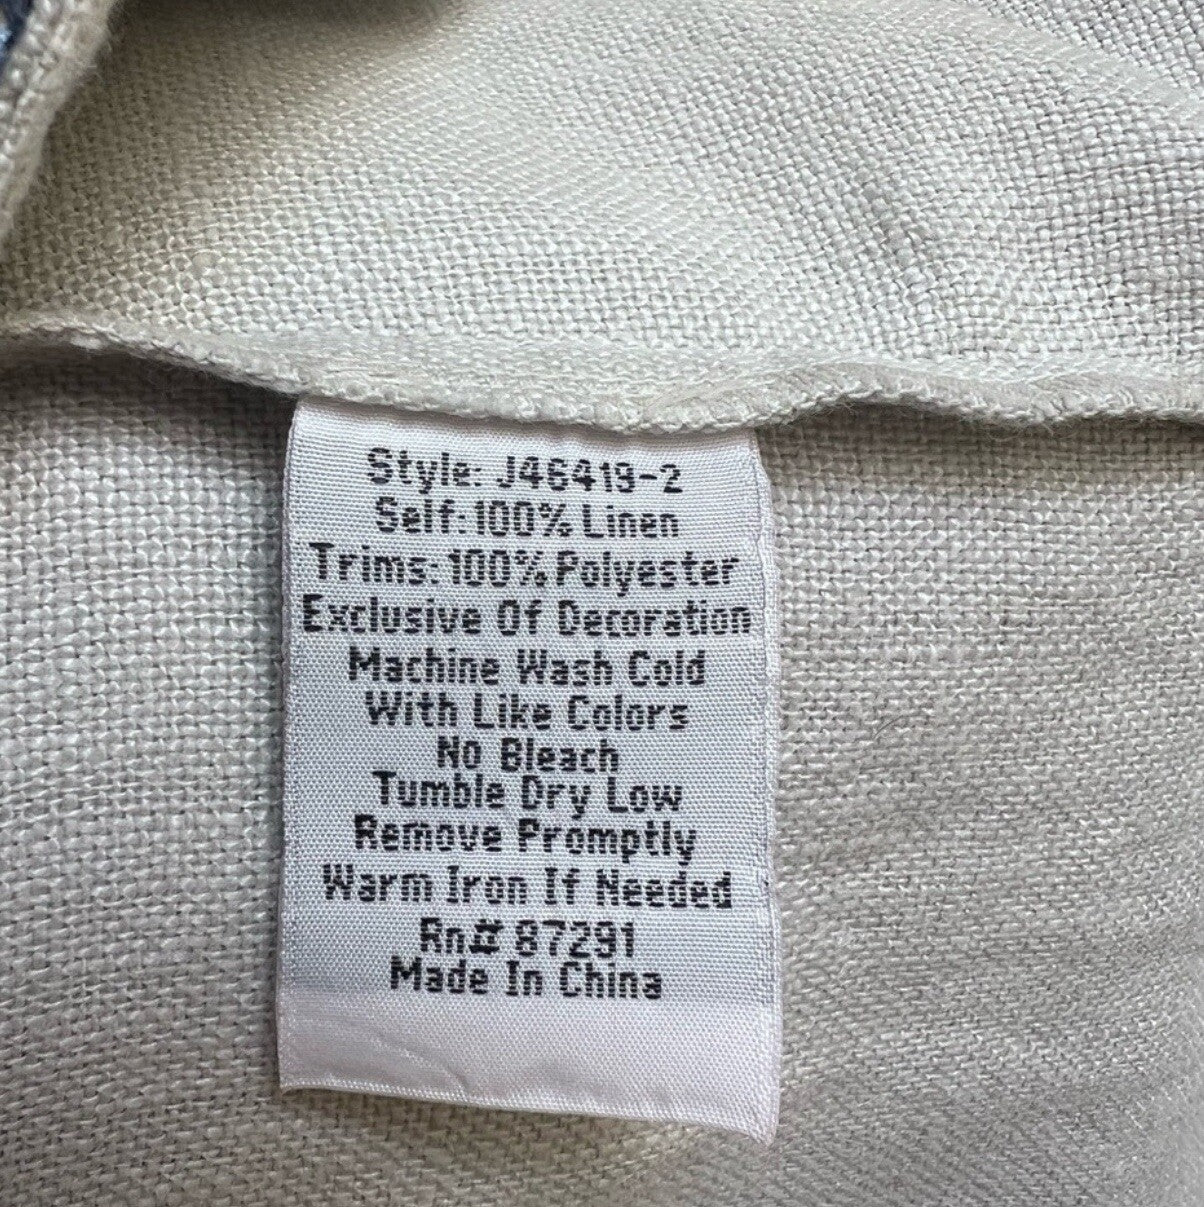 Style: J46419-2
Self: 100% Linen
Trims: 100% Polyester
Exclusive Of Decoration
Machine Wash Cold
With Like Colors
No Bleach
Tumble Dry Low
Remove Promptly
Warm Iron If Needed
Rn# 87291
Made In China